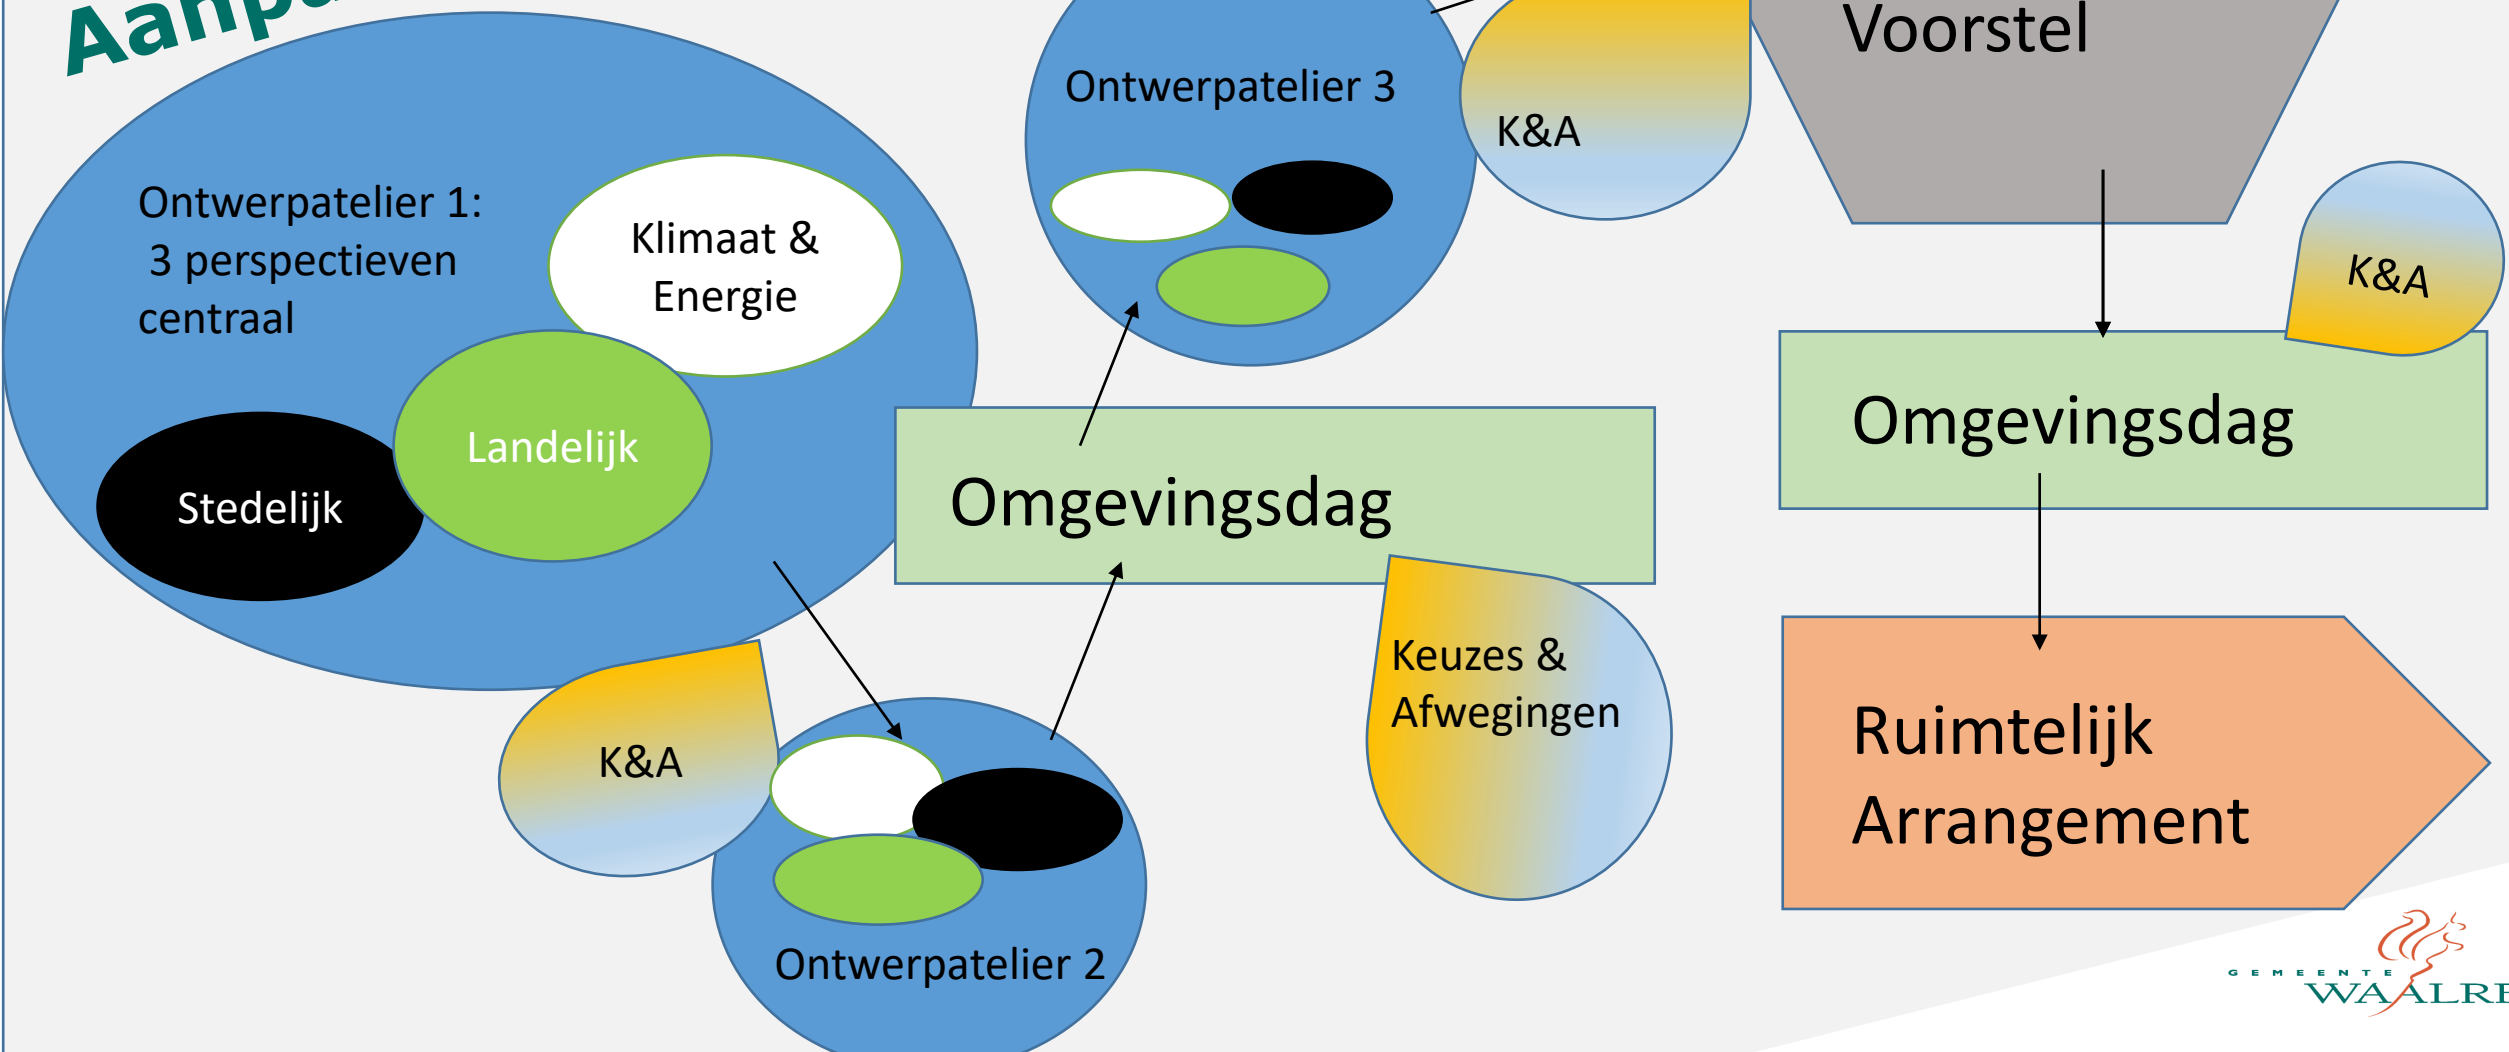 Ontwerpatelier 1:
3 perspectieven
centraal
Klimaat &
Energie
Landelijk
Stedelijk
K&A
Ontwerpatelier 2
Omgevingsdag
Keuzes &
Afwegingen
Ontwerpatelier 3
K&A
Voorstel
K&A
Omgevingsdag
Ruimtelijk
Arrangement
GEMEENTE
WAALRE